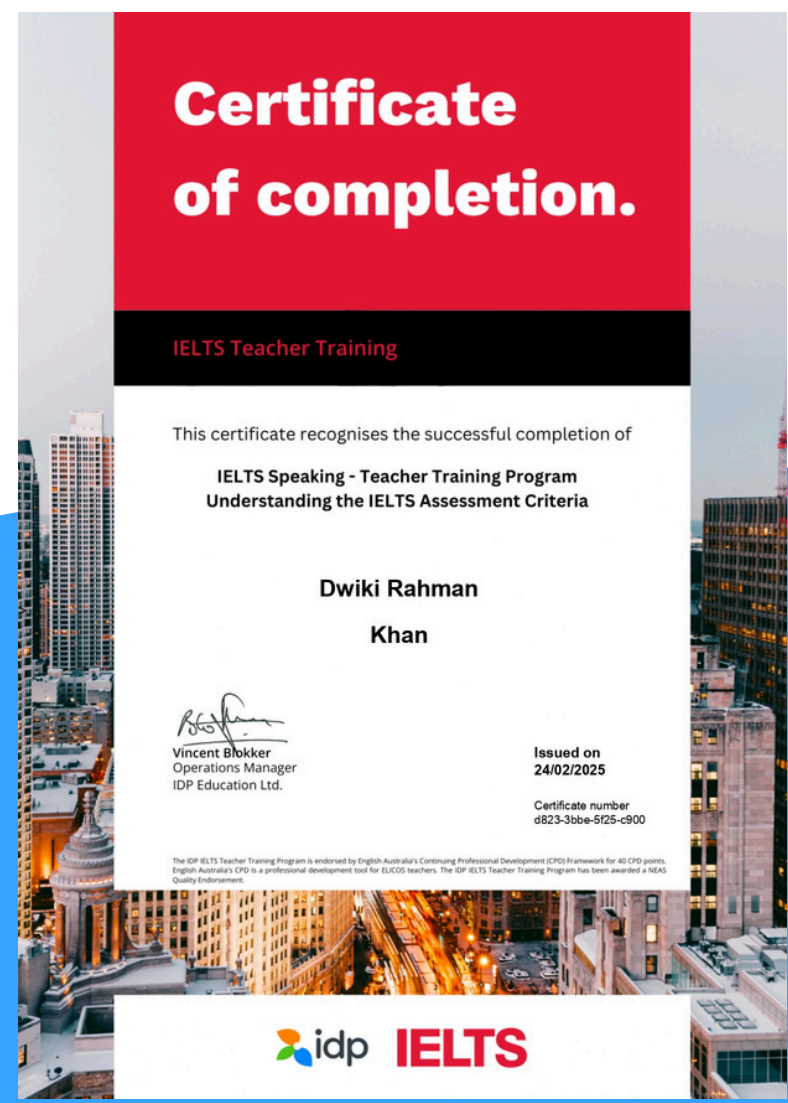 Certificate
of completion.
IELTS Teacher Training
This certificate recognises the successful completion of
IELTS Speaking - Teacher Training Program
Understanding the IELTS Assessment Criteria
Dwiki Rahman
Khan
Vincent Blokker
Operations Manager
IDP Education Ltd.
Issued on
24/02/2025
Certificate number
d823-3bbe-5f25-c900
The IDP IELTS Teacher Training Program is endorsed by English Australia's Continuing Professional Development (CPD) Framework for 40 CPD points.
English Australia's CPD is a professional development tool for ELICOS teachers. The IDP IELTS Teacher Training Program has been awarded a NEAS
Quality Endorsement.
idp IELTS